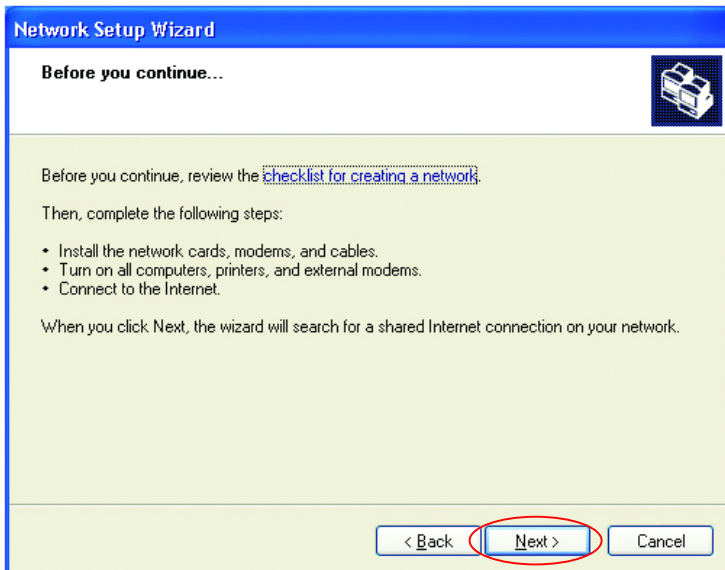 Network Setup Wizard
Before you continue...
Before you continue, review the checklist for creating a network.
Then, complete the following steps:
• Install the network cards, modems, and cables.
• Turn on all computers, printers, and external modems.
• Connect to the Internet.
When you click Next, the wizard will search for a shared Internet connection on your network.
< Back Next > Cancel